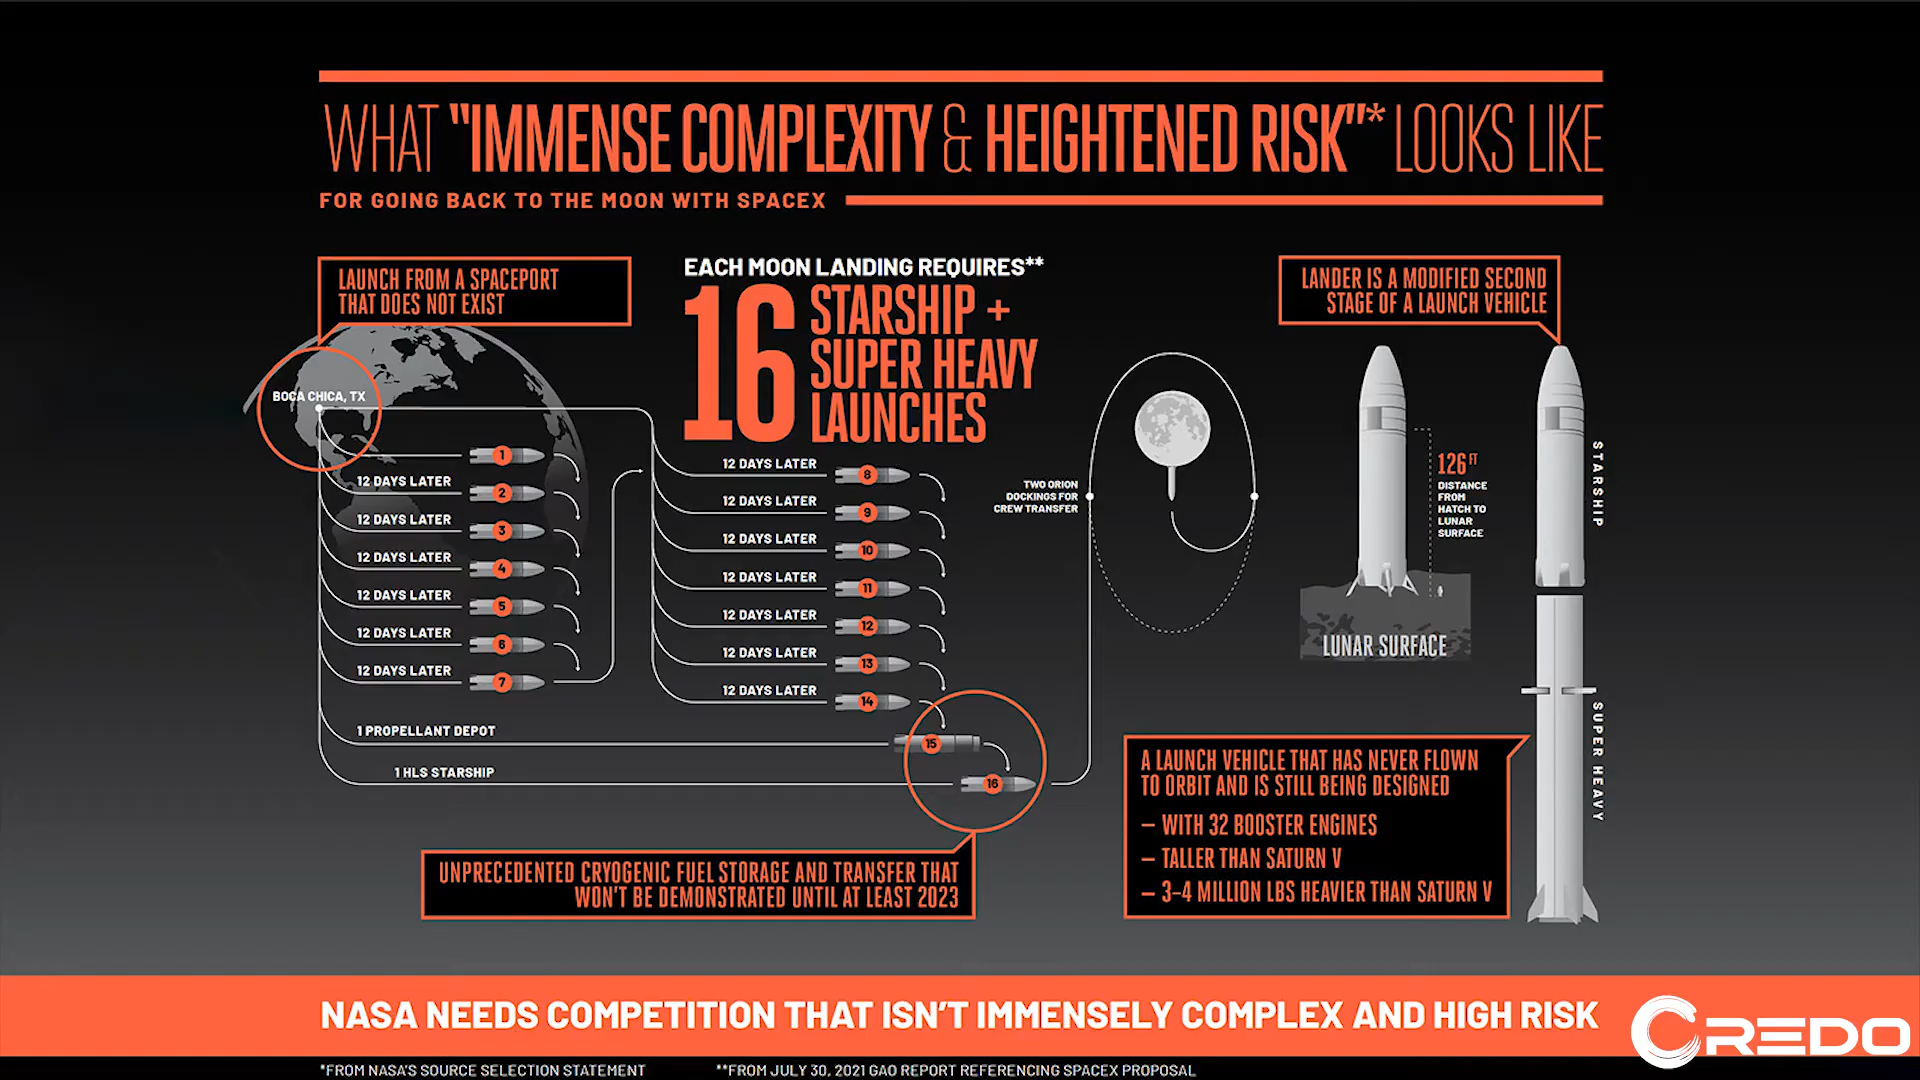 WHAT "IMMENSE COMPLEXITY & HEIGHTENED RISK"* LOOKS LIKE
FOR GOING BACK TO THE MOON WITH SPACEX
LAUNCH FROM A SPACEPORT
THAT DOES NOT EXIST
BOCA CHICA, TX
EACH MOON LANDING REQUIRES**
16
STARSHIP +
SUPER HEAVY
LAUNCHES
1
12 DAYS LATER
2
12 DAYS LATER
3
12 DAYS LATER
4
12 DAYS LATER
5
12 DAYS LATER
6
12 DAYS LATER
7
12 DAYS LATER
8
12 DAYS LATER
9
12 DAYS LATER
10
12 DAYS LATER
11
12 DAYS LATER
12
12 DAYS LATER
13
12 DAYS LATER
14
1 PROPELLANT DEPOT
15
1 HLS STARSHIP
16
UNPRECEDENTED CRYOGENIC FUEL STORAGE AND TRANSFER THAT
WON'T BE DEMONSTRATED UNTIL AT LEAST 2023
TWO ORION
DOCKINGS FOR
CREW TRANSFER
LANDER IS A MODIFIED SECOND
STAGE OF A LAUNCH VEHICLE
126 FT
DISTANCE
FROM
HATCH TO
LUNAR
SURFACE
LUNAR SURFACE
STARSHIP
SUPER HEAVY
A LAUNCH VEHICLE THAT HAS NEVER FLOWN
TO ORBIT AND IS STILL BEING DESIGNED
– WITH 32 BOOSTER ENGINES
– TALLER THAN SATURN V
– 3-4 MILLION LBS HEAVIER THAN SATURN V
NASA NEEDS COMPETITION THAT ISN'T IMMENSELY COMPLEX AND HIGH RISK
CREDO
*FROM NASA'S SOURCE SELECTION STATEMENT
**FROM JULY 30, 2021 GAO REPORT REFERENCING SPACEX PROPOSAL